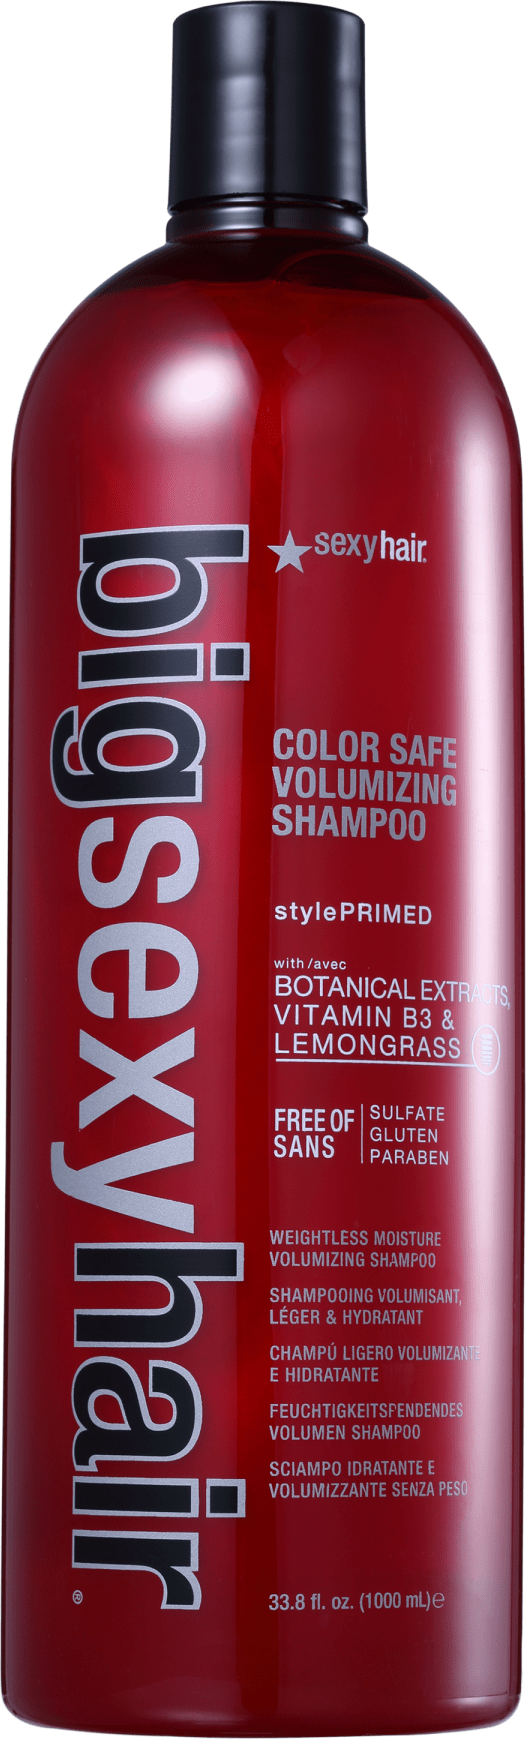 bigsexyhair
®
sexyhair.
COLOR SAFE
VOLUMIZING
SHAMPOO
stylePRIMED
with/avec
BOTANICAL EXTRACTS,
VITAMIN B3 &
LEMONGRASS
FREE OF
SANS
SULFATE
GLUTEN
PARABEN
WEIGHTLESS MOISTURE
VOLUMIZING SHAMPOO
SHAMPOOING VOLUMISANT,
LÉGER & HYDRATANT
CHAMPÚ LIGERO VOLUMIZANTE
E HIDRATANTE
FEUCHTIGKEITSPENDENDES
VOLUMEN SHAMPOO
SCIAMPO IDRATANTE E
VOLUMIZZANTE SENZA PESO
33.8 fl. oz. (1000 mL)℮